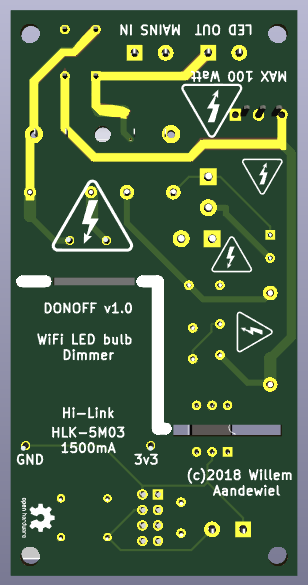 MAINS IN
LED OUT
MAX 100 Watt
DONOFF v1.0
WiFi LED bulb
Dimmer
Hi-Link
HLK-5M03
1500mA
GND
3v3
(c)2018 Willem
Aandewiel
open hardware